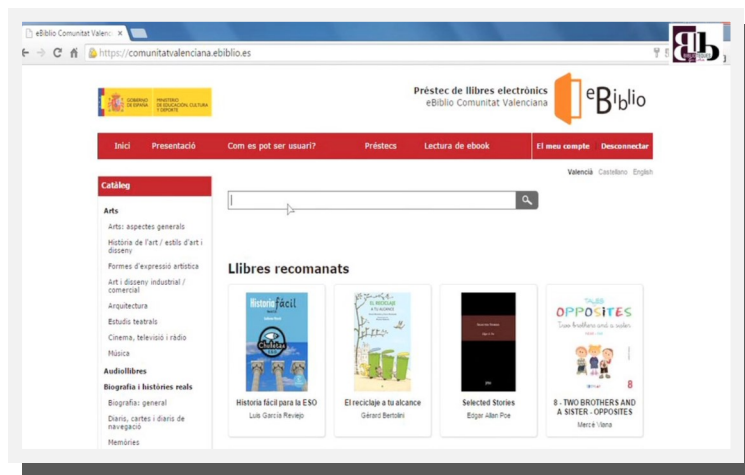 eBiblio Comunitat Valenc
https://comunitatvalenciana.ebiblio.es
GOBIERNO DE ESPAÑA
MINISTERIO DE EDUCACIÓN, CULTURA Y DEPORTE
Préstec de llibres electrònics
eBiblio Comunitat Valenciana
eBiblio
Inici Presentació Com es pot ser usuari? Préstecs Lectura de ebook El meu compte Desconnectar
Valencià Castellano English
Catàleg
Arts
Arts: aspectes generals
Història de l'art / estils d'art i
disseny
Formes d'expressió artística
Art i disseny industrial /
comercial
Arquitectura
Estudis teatrals
Cinema, televisió i ràdio
Música
Audiollibres
Biografia i històries reals
Biografia: general
Diaris, cartes i diaris de
navegació
Memòries
Llibres recomanats
Historia fácil
Chuletas
EL RECICLAJE
A TU ALCANCE
Selected Stories
OPPOSITES
Two brothers and a sister
8
Historia fácil para la ESO
Luis García Reviejo
El reciclaje a tu alcance
Gérard Bertolini
Selected Stories
Edgar Allan Poe
8 - TWO BROTHERS AND
A SISTER - OPPOSITES
Mercè Viana